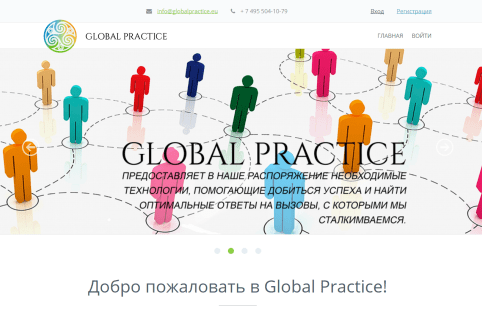 info@globalpractice.eu
+ 7 495 504-10-79
Вход
Регистрация
GLOBAL PRACTICE
ГЛАВНАЯ
ВОЙТИ
GLOBAL PRACTICE
ПРЕДОСТАВЛЯЕТ В НАШЕ РАСПОРЯЖЕНИЕ НЕОБХОДИМЫЕ
ТЕХНОЛОГИИ, ПОМОГАЮЩИЕ ДОБИТЬСЯ УСПЕХА И НАЙТИ
ОПТИМАЛЬНЫЕ ОТВЕТЫ НА ВЫЗОВЫ, С КОТОРЫМИ МЫ
СТАЛКИВАЕМСЯ.
Добро пожаловать в Global Practice!